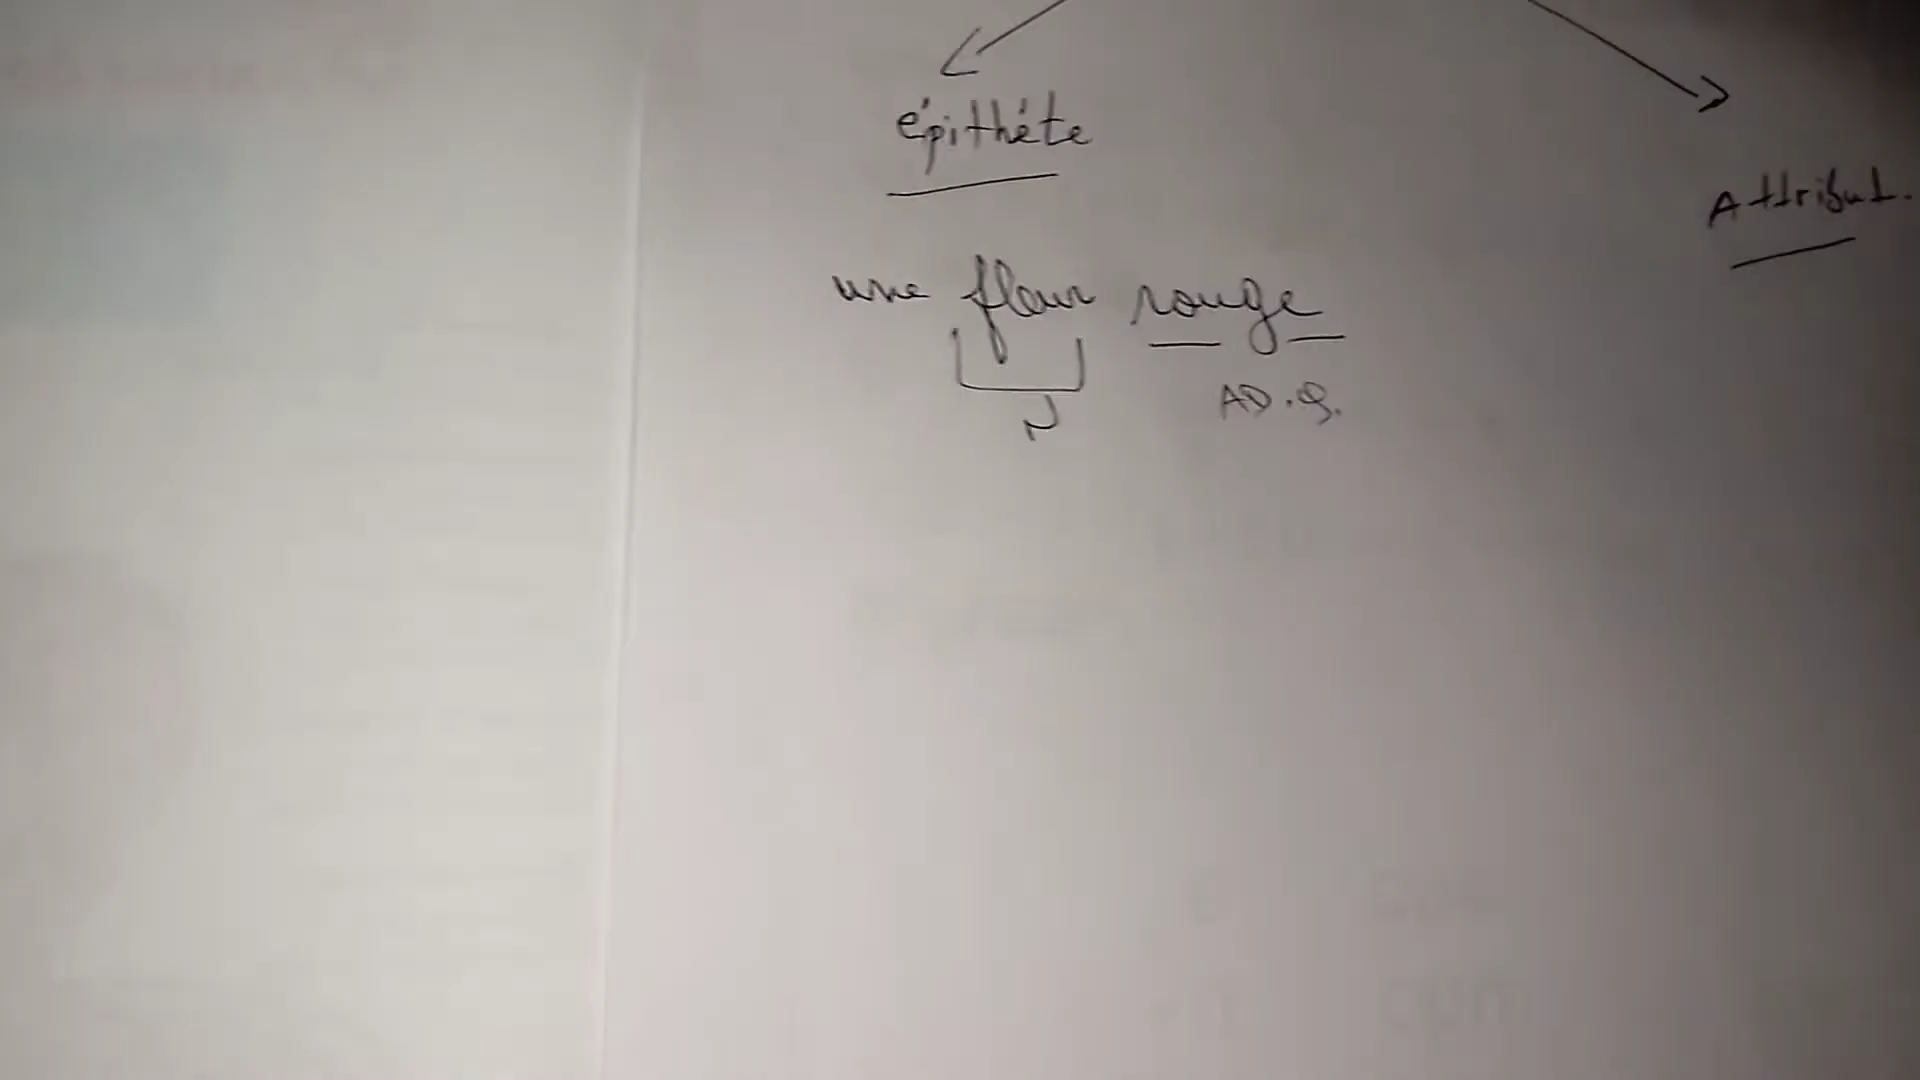 épithéte
Attribut.
une fleur rouge
N
AD.Q.